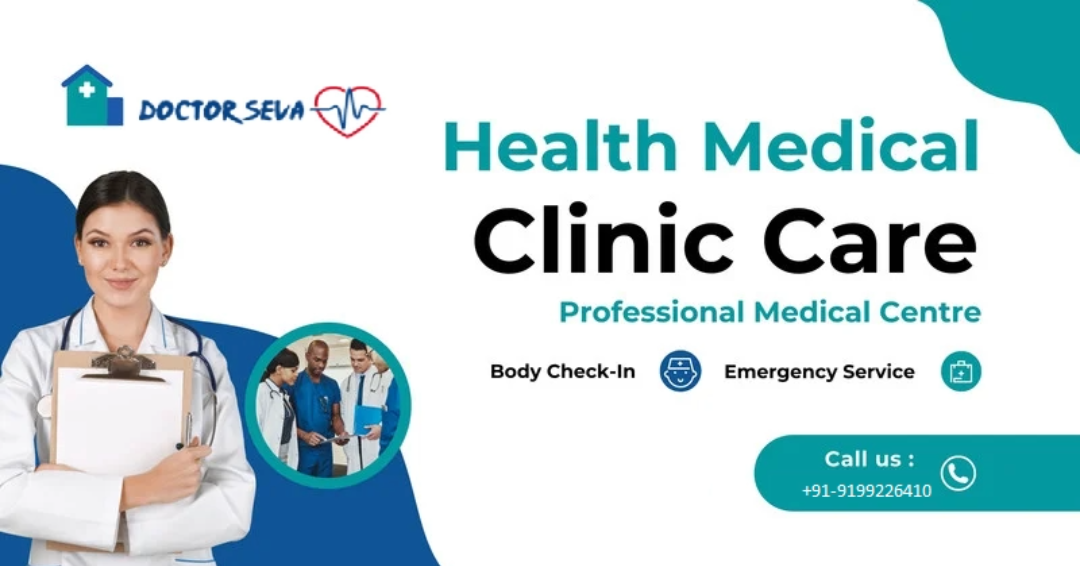 DOCTOR SEVA
Health Medical
Clinic Care
Professional Medical Centre
Body Check-In
Emergency Service
Call us :
+91-9199226410